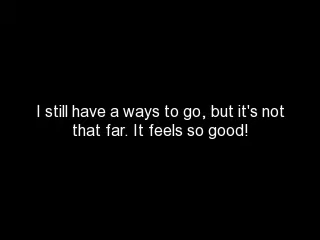 I still have a ways to go, but it's not
that far. It feels so good!